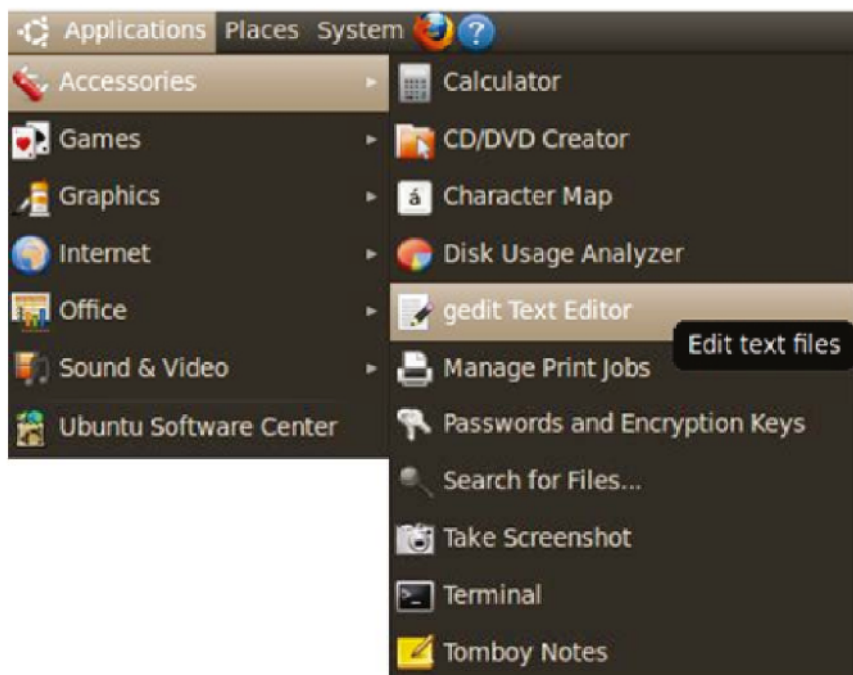 Applications Places System
Accessories
Games
Graphics
Internet
Office
Sound & Video
Ubuntu Software Center
Calculator
CD/DVD Creator
á Character Map
Disk Usage Analyzer
gedit Text Editor
Edit text files
Manage Print Jobs
Passwords and Encryption Keys
Search for Files...
Take Screenshot
Terminal
Tomboy Notes